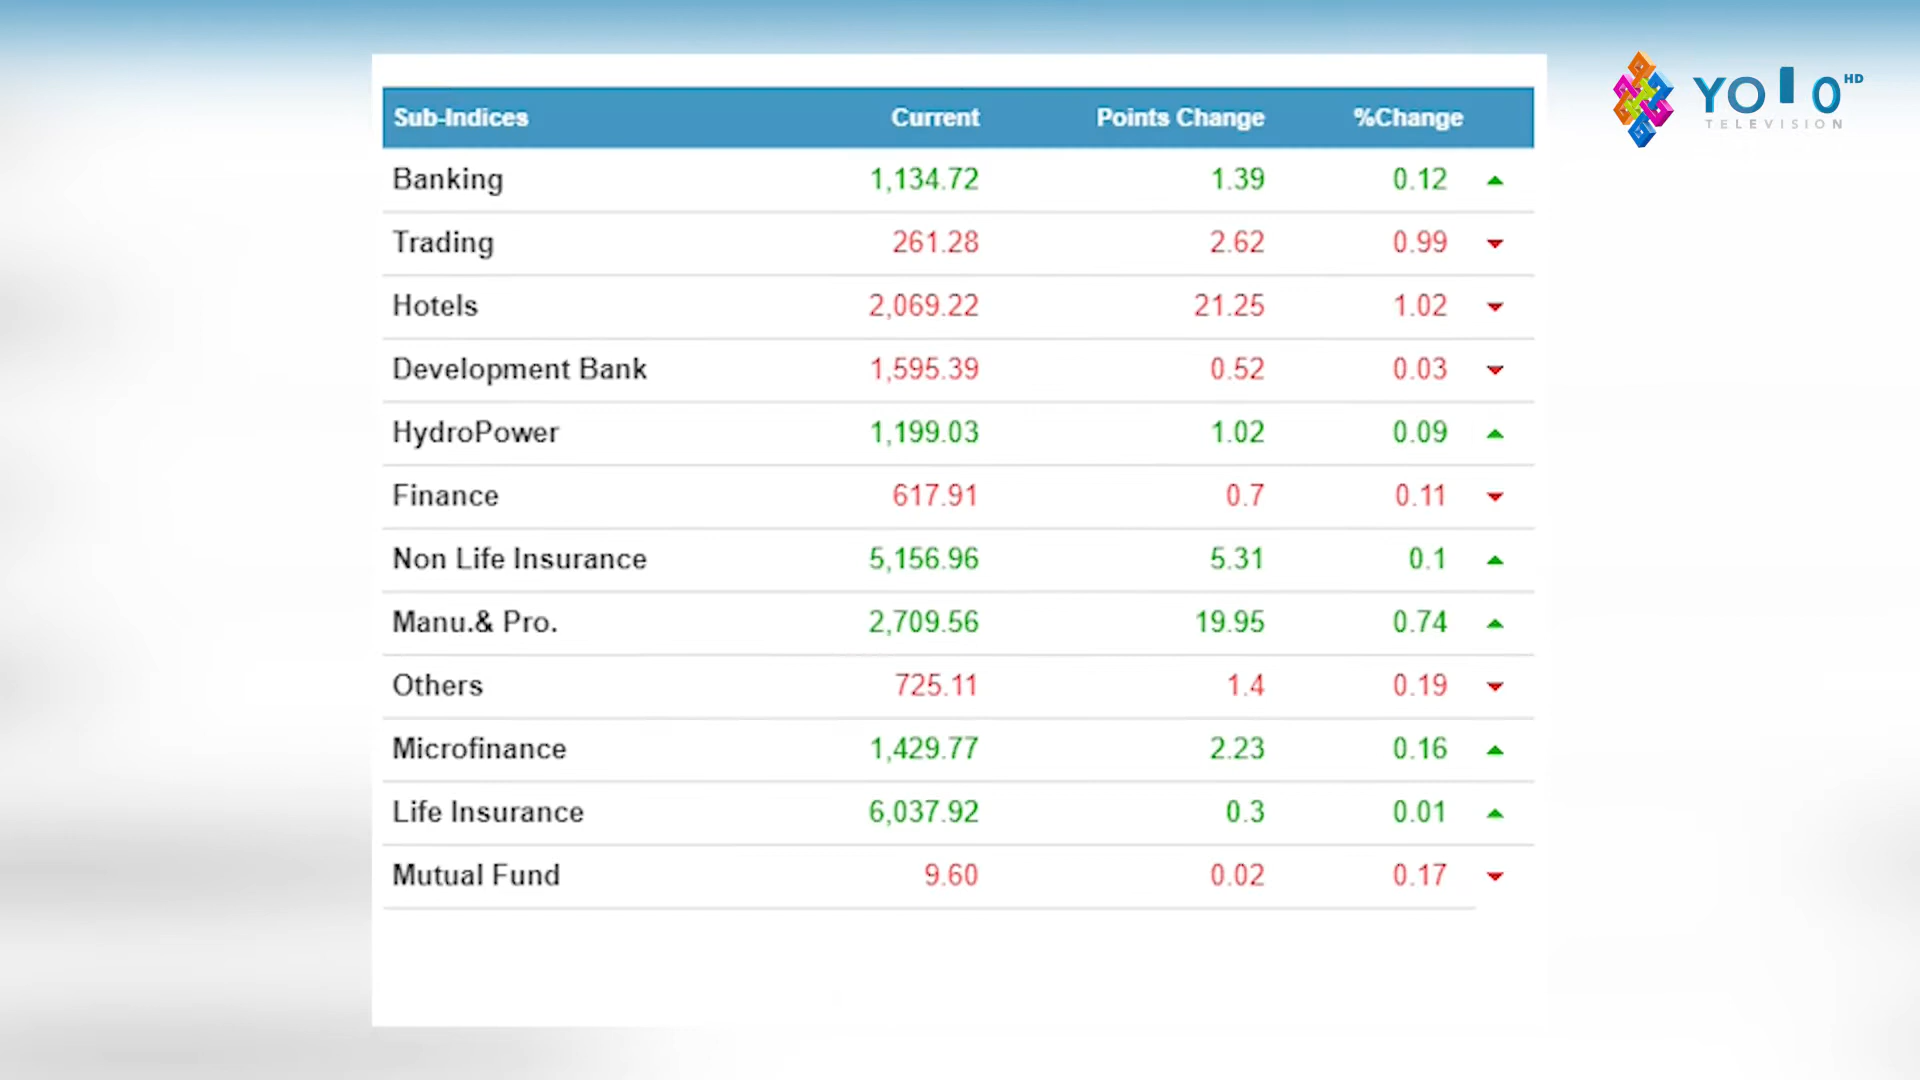 YOLO HD
TELEVISION
Sub-Indices Current Points Change %Change
Banking 1,134.72 1.39 0.12
Trading 261.28 2.62 0.99
Hotels 2,069.22 21.25 1.02
Development Bank 1,595.39 0.52 0.03
HydroPower 1,199.03 1.02 0.09
Finance 617.91 0.7 0.11
Non Life Insurance 5,156.96 5.31 0.1
Manu.& Pro. 2,709.56 19.95 0.74
Others 725.11 1.4 0.19
Microfinance 1,429.77 2.23 0.16
Life Insurance 6,037.92 0.3 0.01
Mutual Fund 9.60 0.02 0.17